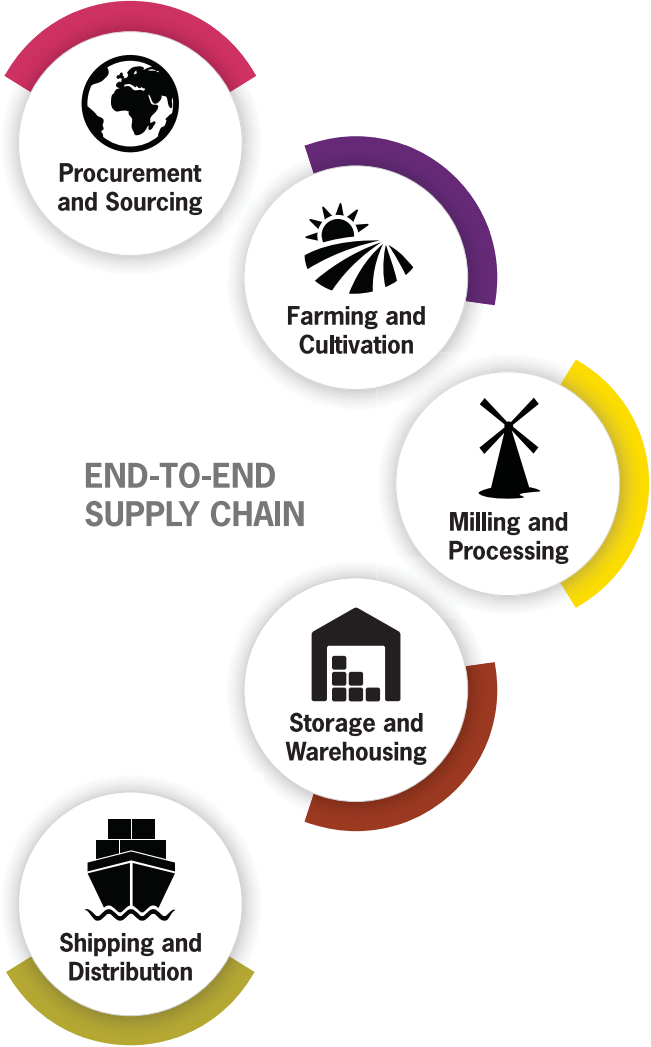 Procurement
and Sourcing
Farming and
Cultivation
END-TO-END
SUPPLY CHAIN
Milling and
Processing
Storage and
Warehousing
Shipping and
Distribution